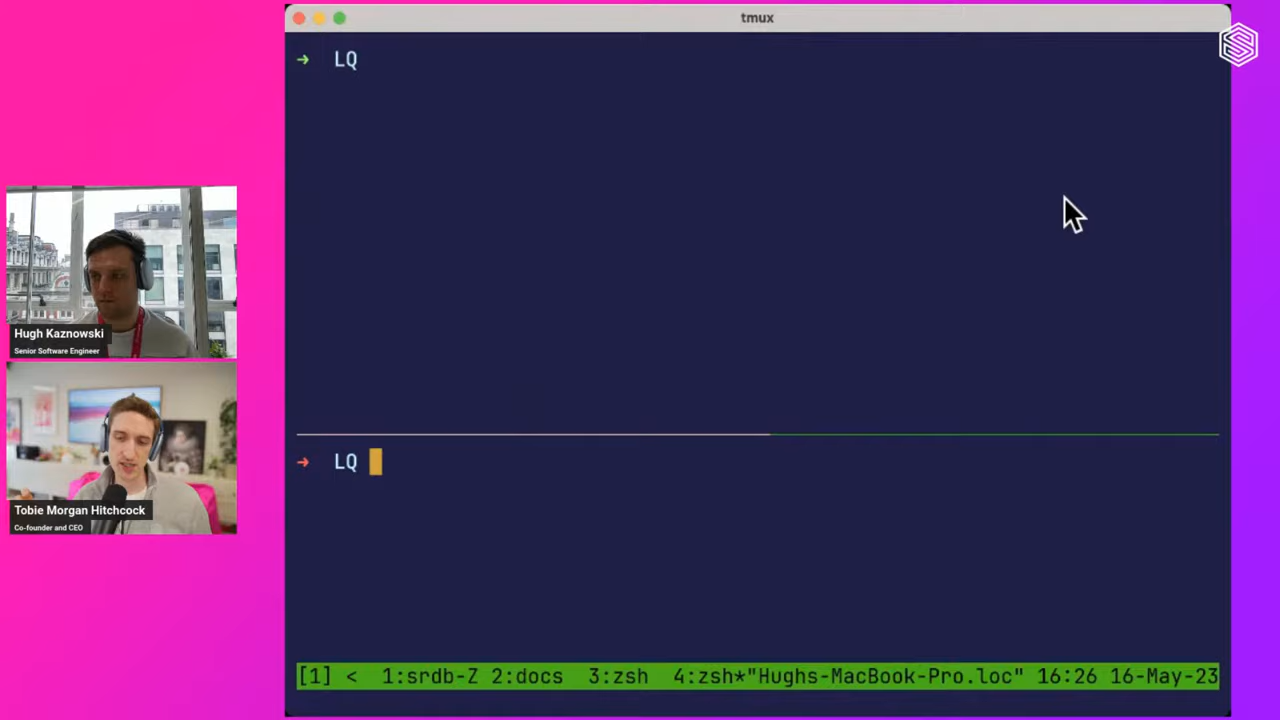 tmux
→ LQ
Hugh Kaznowski
Senior Software Engineer
→ LQ
Tobie Morgan Hitchcock
Co-founder and CEO
[1] < 1:srdb-Z 2:docs 3:zsh 4:zsh*"Hughs-MacBook-Pro.loc" 16:26 16-May-23